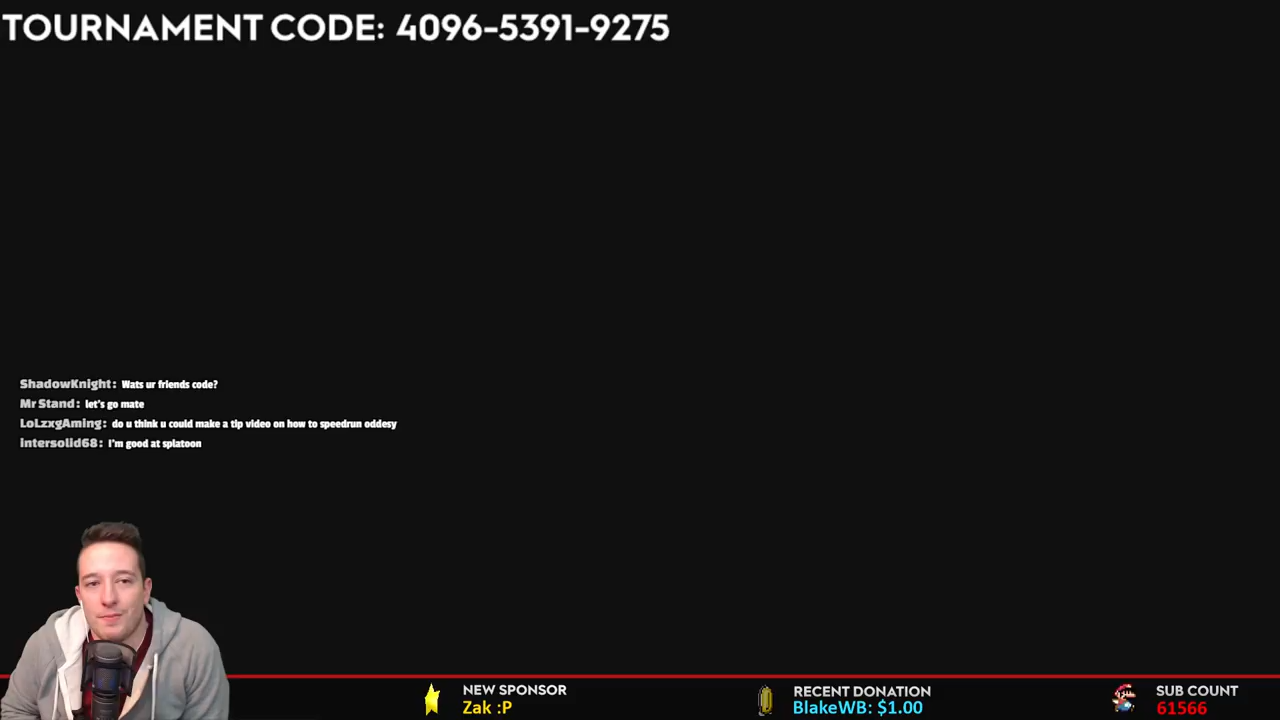 TOURNAMENT CODE: 4096-5391-9275
ShadowKnight: Wats ur friends code?
Mr Stand: let's go mate
LoLzxgAming: do u think u could make a tip video on how to speedrun oddesy
intersolid68: I'm good at splatoon
NEW SPONSOR
Zak :P
RECENT DONATION
BlakeWB: $1.00
SUB COUNT
61566